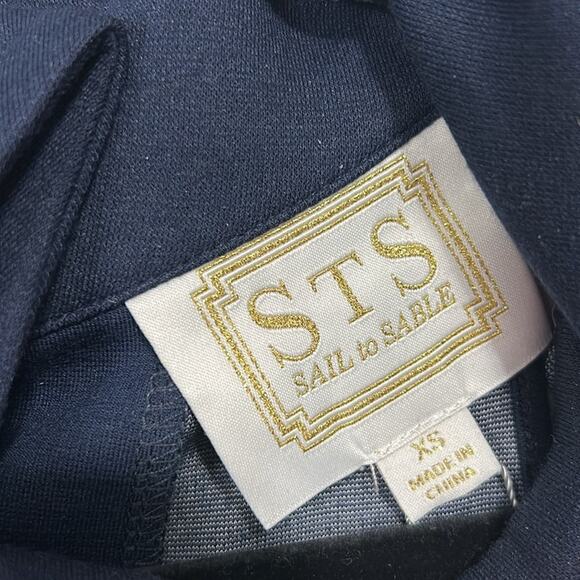 STS
SAIL to SABLE
XS
MADE IN
CHINA